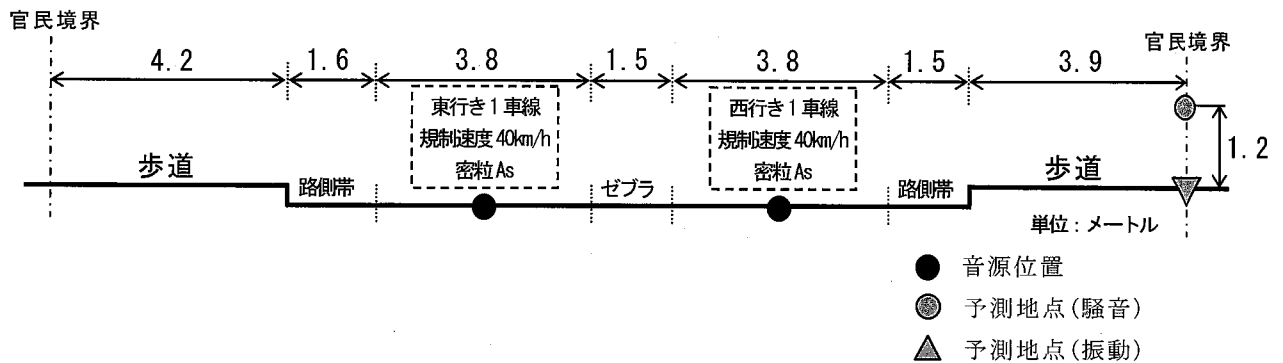 官民境界
官民境界
4.2
1.6
3.8
1.5
3.8
1.5
3.9
東行き1車線
規制速度40km/h
密粒As
西行き1車線
規制速度40km/h
密粒As
1.2
歩道
路側帯
ゼブラ
路側帯
歩道
単位：メートル
音源位置
予測地点(騒音)
予測地点(振動)